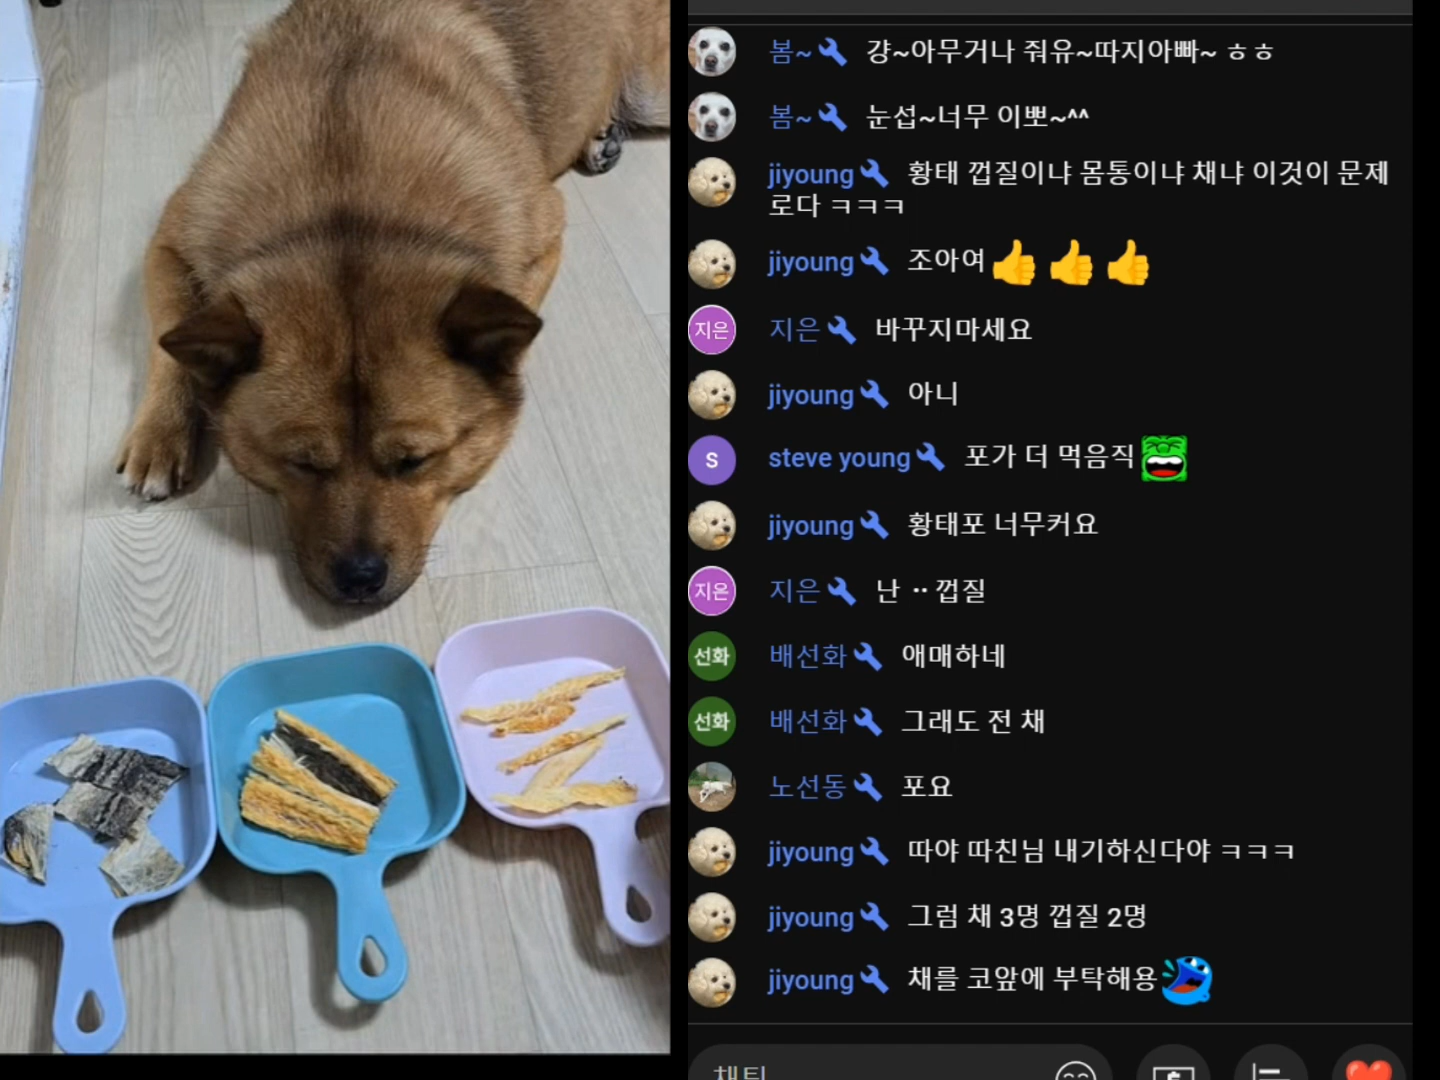 봄~ 걍~아무거나 줘유~따지아빠~ ㅎㅎ
봄~ 눈섭~너무 이뽀~^^
jiyoung 황태 껍질이냐 몸통이냐 채냐 이것이 문제
로다 ㅋㅋㅋ
jiyoung 조아여
지은 지은 바꾸지마세요
jiyoung 아니
S steve young 포가 더 먹음직
jiyoung 황태포 너무커요
지은 지은 난 ··껍질
선화 배선화 애매하네
선화 배선화 그래도 전 채
노선동 포요
jiyoung 따야 따친님 내기하신다야 ㅋㅋㅋ
jiyoung 그럼 채 3명 껍질 2명
jiyoung 채를 코앞에 부탁해용